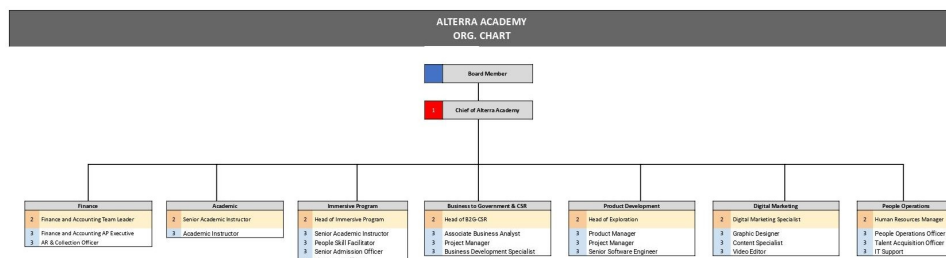 ALTERRA ACADEMY
ORG. CHART
Board Member
1 Chief of Alterra Academy
Finance
2 Finance and Accounting Team Leader
3 Finance and Accounting AP Executive
3 AR & Collection Officer
Academic
2 Senior Academic Instructor
3 Academic Instructor
Immersive Program
2 Head of Immersive Program
3 Senior Academic Instructor
3 People Skill Facilitator
3 Senior Admission Officer
Business to Government & CSR
2 Head of B2G-CSR
3 Associate Business Analyst
3 Project Manager
3 Business Development Specialist
Product Development
2 Head of Exploration
3 Product Manager
3 Project Manager
3 Senior Software Engineer
Digital Marketing
2 Digital Marketing Specialist
3 Graphic Designer
3 Content Specialist
3 Video Editor
People Operations
2 Human Resources Manager
3 People Operations Officer
3 Talent Acquisition Officer
3 IT Support